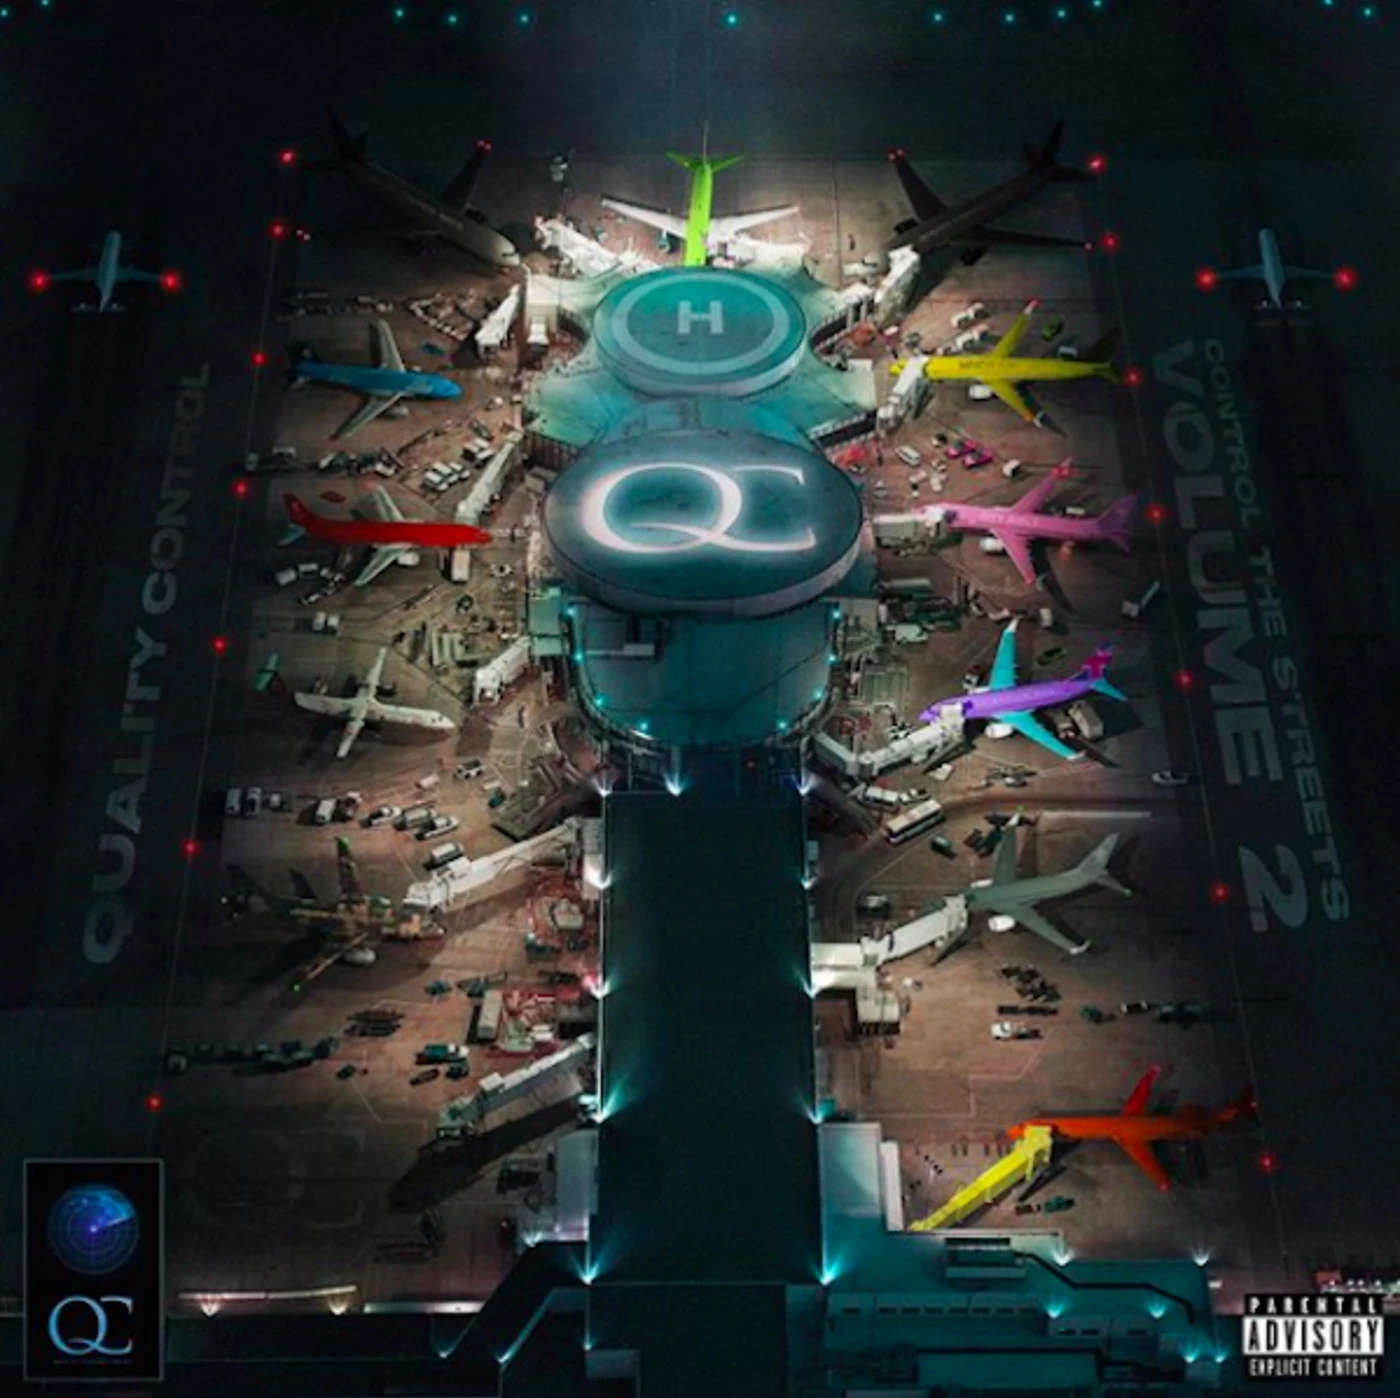 H
QC
QUALITY CONTROL
CONTROL THE STREETS
VOLUME 2
QC
PARENTAL
ADVISORY
EXPLICIT CONTENT